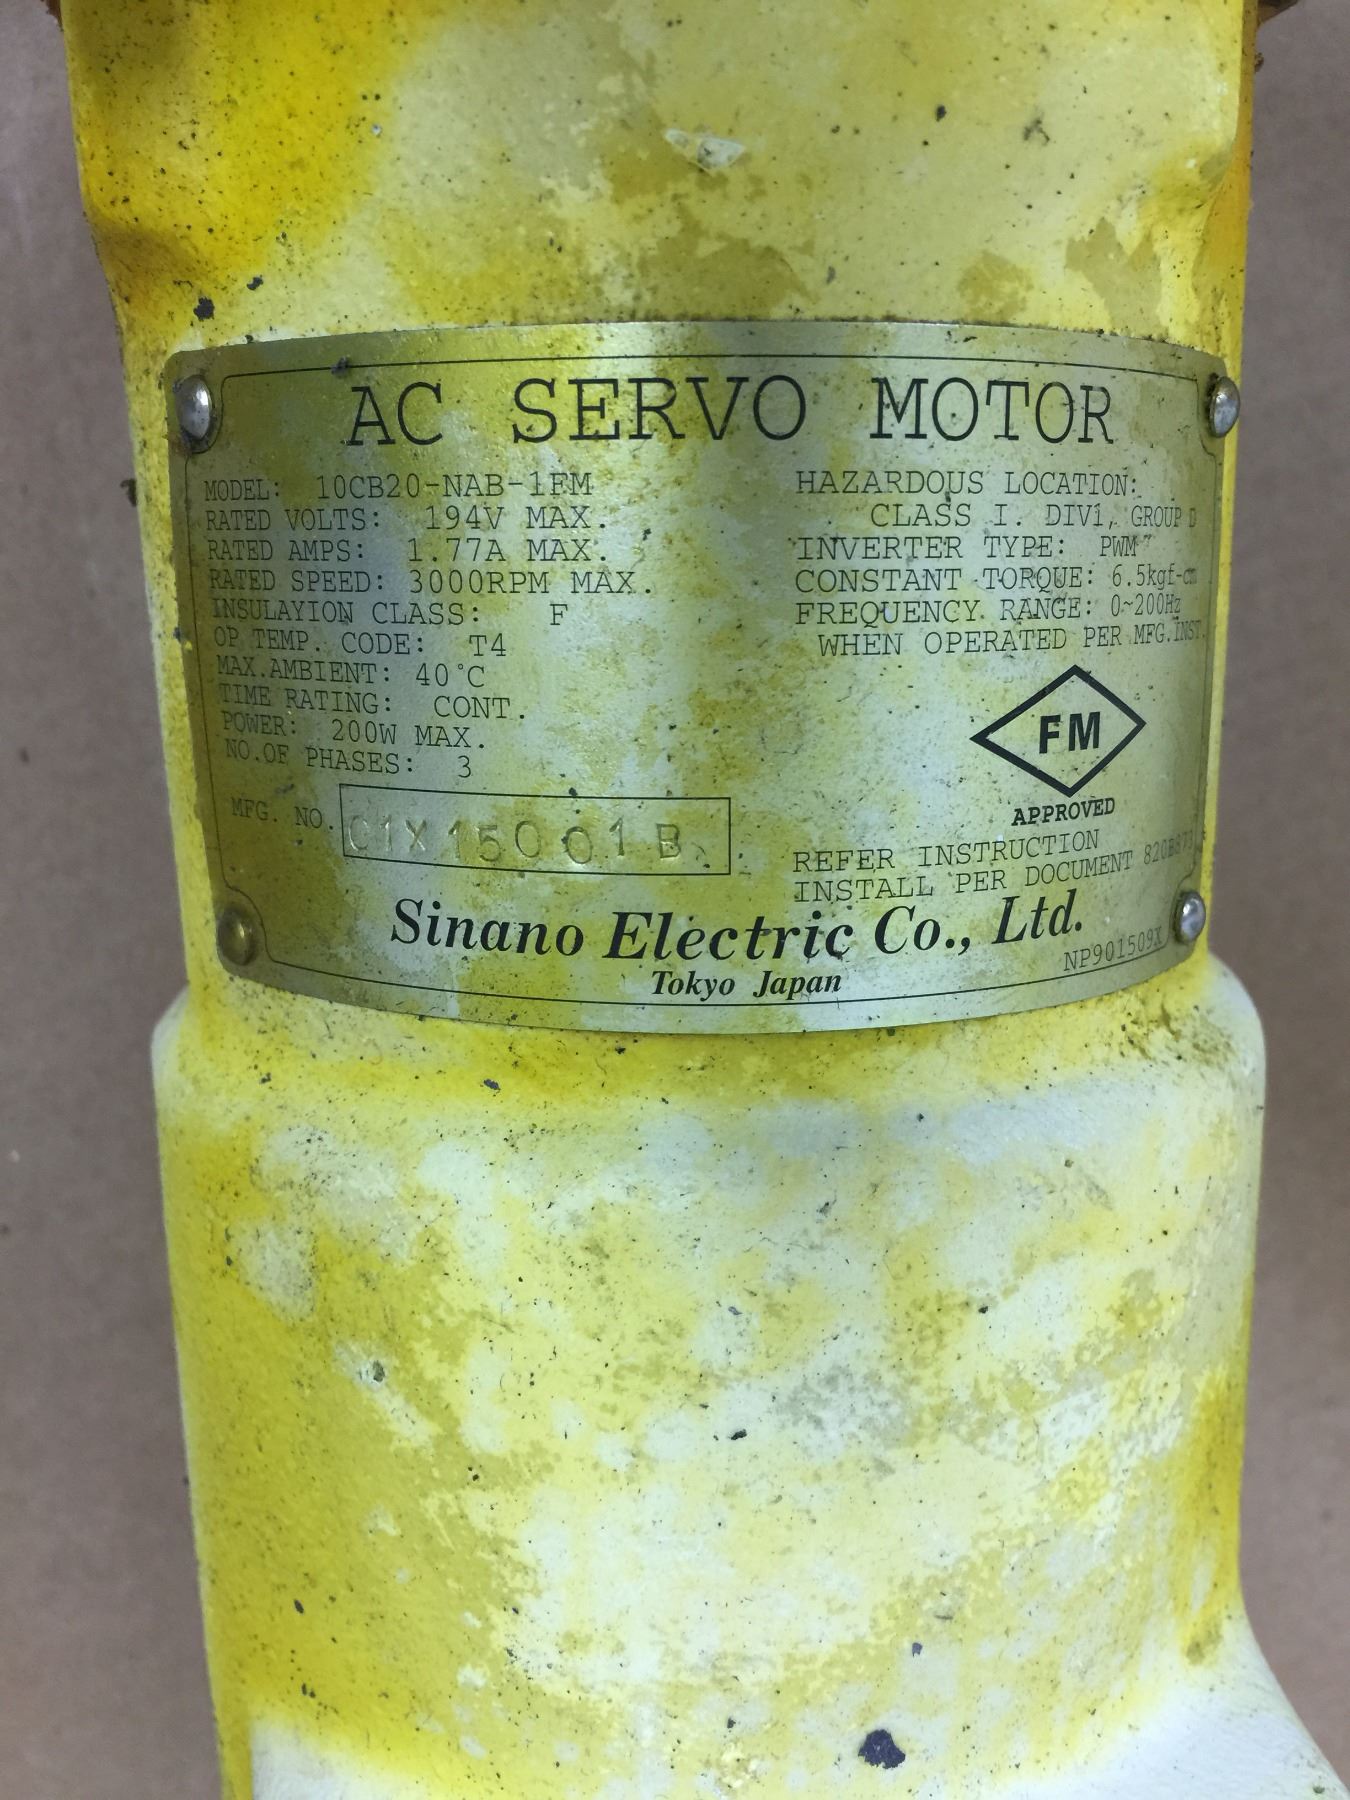 AC SERVO MOTOR
MODEL: 10CB20-NAB-1FM
RATED VOLTS: 194V MAX.
RATED AMPS: 1.77A MAX.
RATED SPEED: 3000RPM MAX.
INSULAYION CLASS: F
OP TEMP. CODE: T4
MAX.AMBIENT: 40°C
TIME RATING: CONT.
POWER: 200W MAX.
NO.OF PHASES: 3
MFG. NO. C1X15001B
HAZARDOUS LOCATION:
CLASS I. DIV1, GROUP D
INVERTER TYPE: PWM
CONSTANT TORQUE: 6.5kgf-cm
FREQUENCY RANGE: 0~200Hz
WHEN OPERATED PER MFG.INST.
FM
APPROVED
REFER INSTRUCTION
INSTALL PER DOCUMENT
Sinano Electric Co., Ltd.
Tokyo Japan
NP901509X